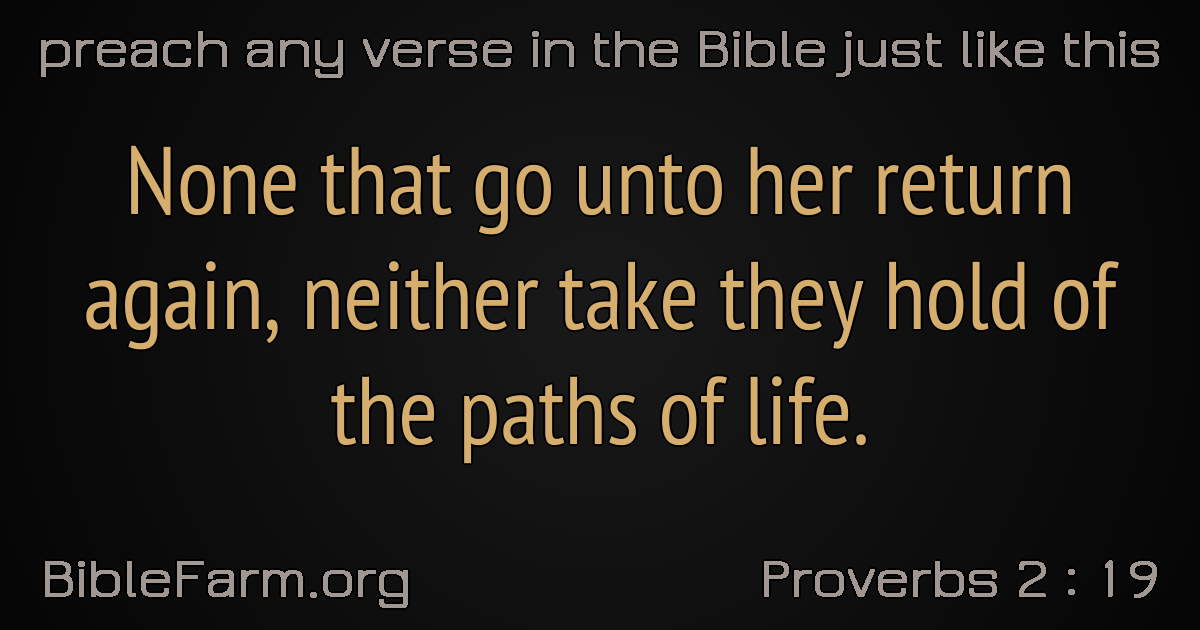 preach any verse in the Bible just like this
None that go unto her return
again, neither take they hold of
the paths of life.
BibleFarm.org
Proverbs 2 : 19